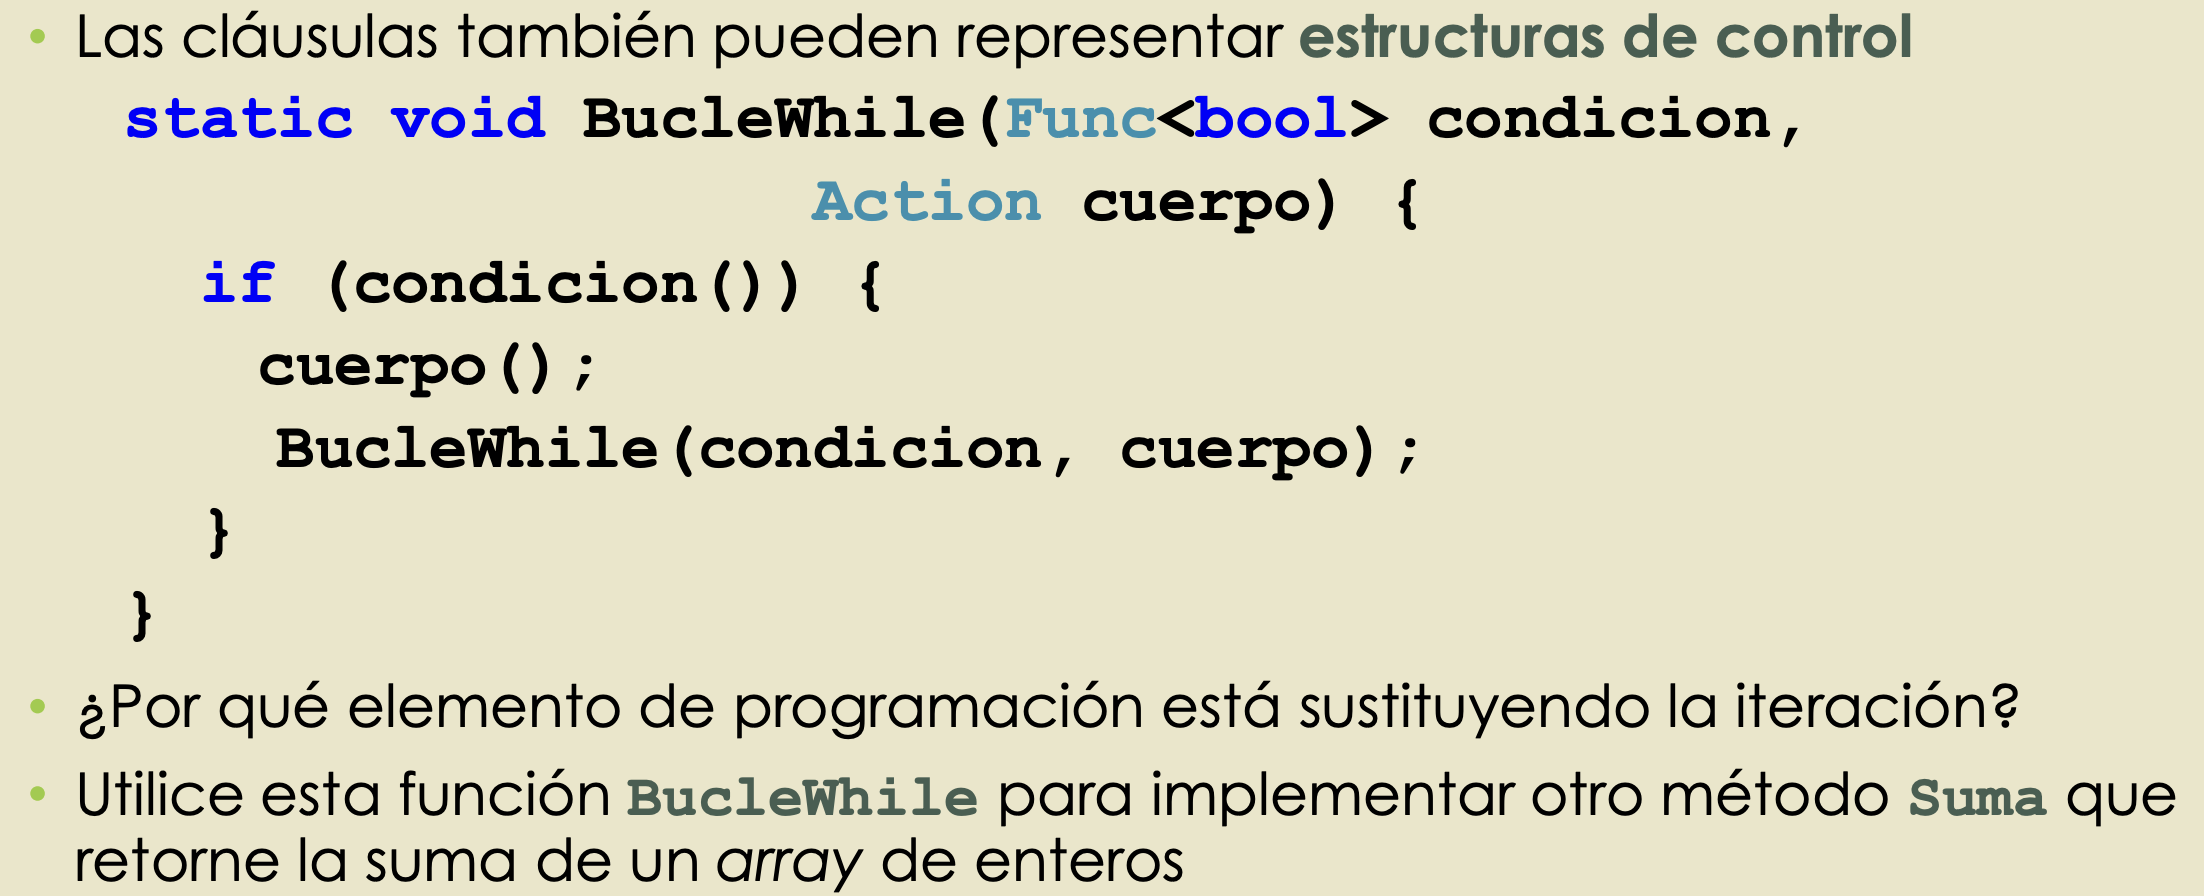 • Las cláusulas también pueden representar estructuras de control
static void BucleWhile(Func<bool> condicion,
Action cuerpo) {
if (condicion()) {
cuerpo();
BucleWhile(condicion, cuerpo);
}
}
• ¿Por qué elemento de programación está sustituyendo la iteración?
• Utilice esta función BucleWhile para implementar otro método Suma que
retorne la suma de un array de enteros